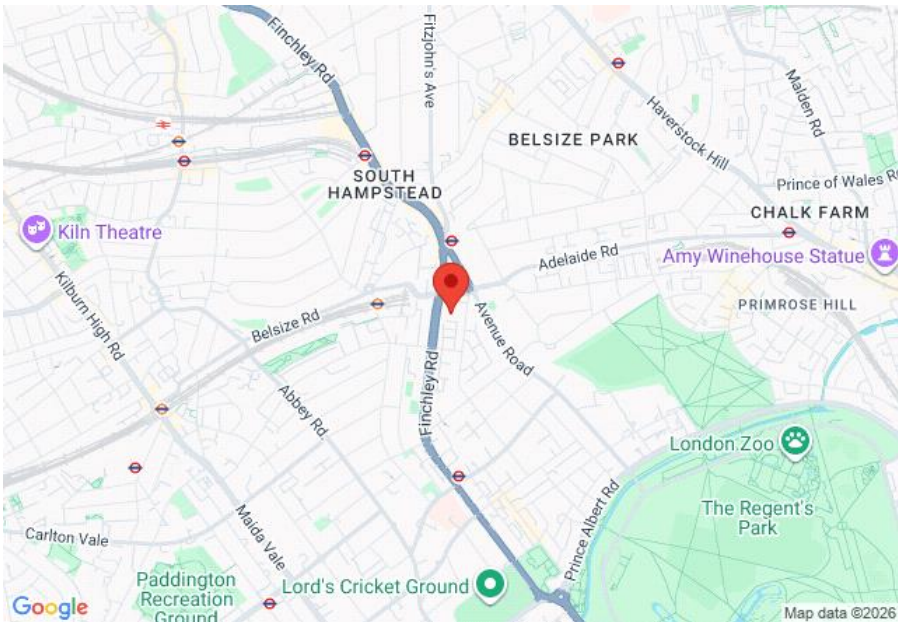 Finchley Rd
Fitzjohn's Ave
Haverstock Hill
Malden Rd
BELSIZE PARK
SOUTH
HAMPSTEAD
Prince of Wales R
CHALK FARM
Kiln Theatre
Adelaide Rd
Amy Winehouse Statue
PRIMROSE HILL
Kilburn High Rd
Belsize Rd
Avenue Road
Abbey Rd
Finchley Rd
London Zoo
The Regent's
Park
Prince Albert Rd
Carlton Vale
Maida Vale
Paddington
Recreation
Ground
Lord's Cricket Ground
Google
Map data ©2026